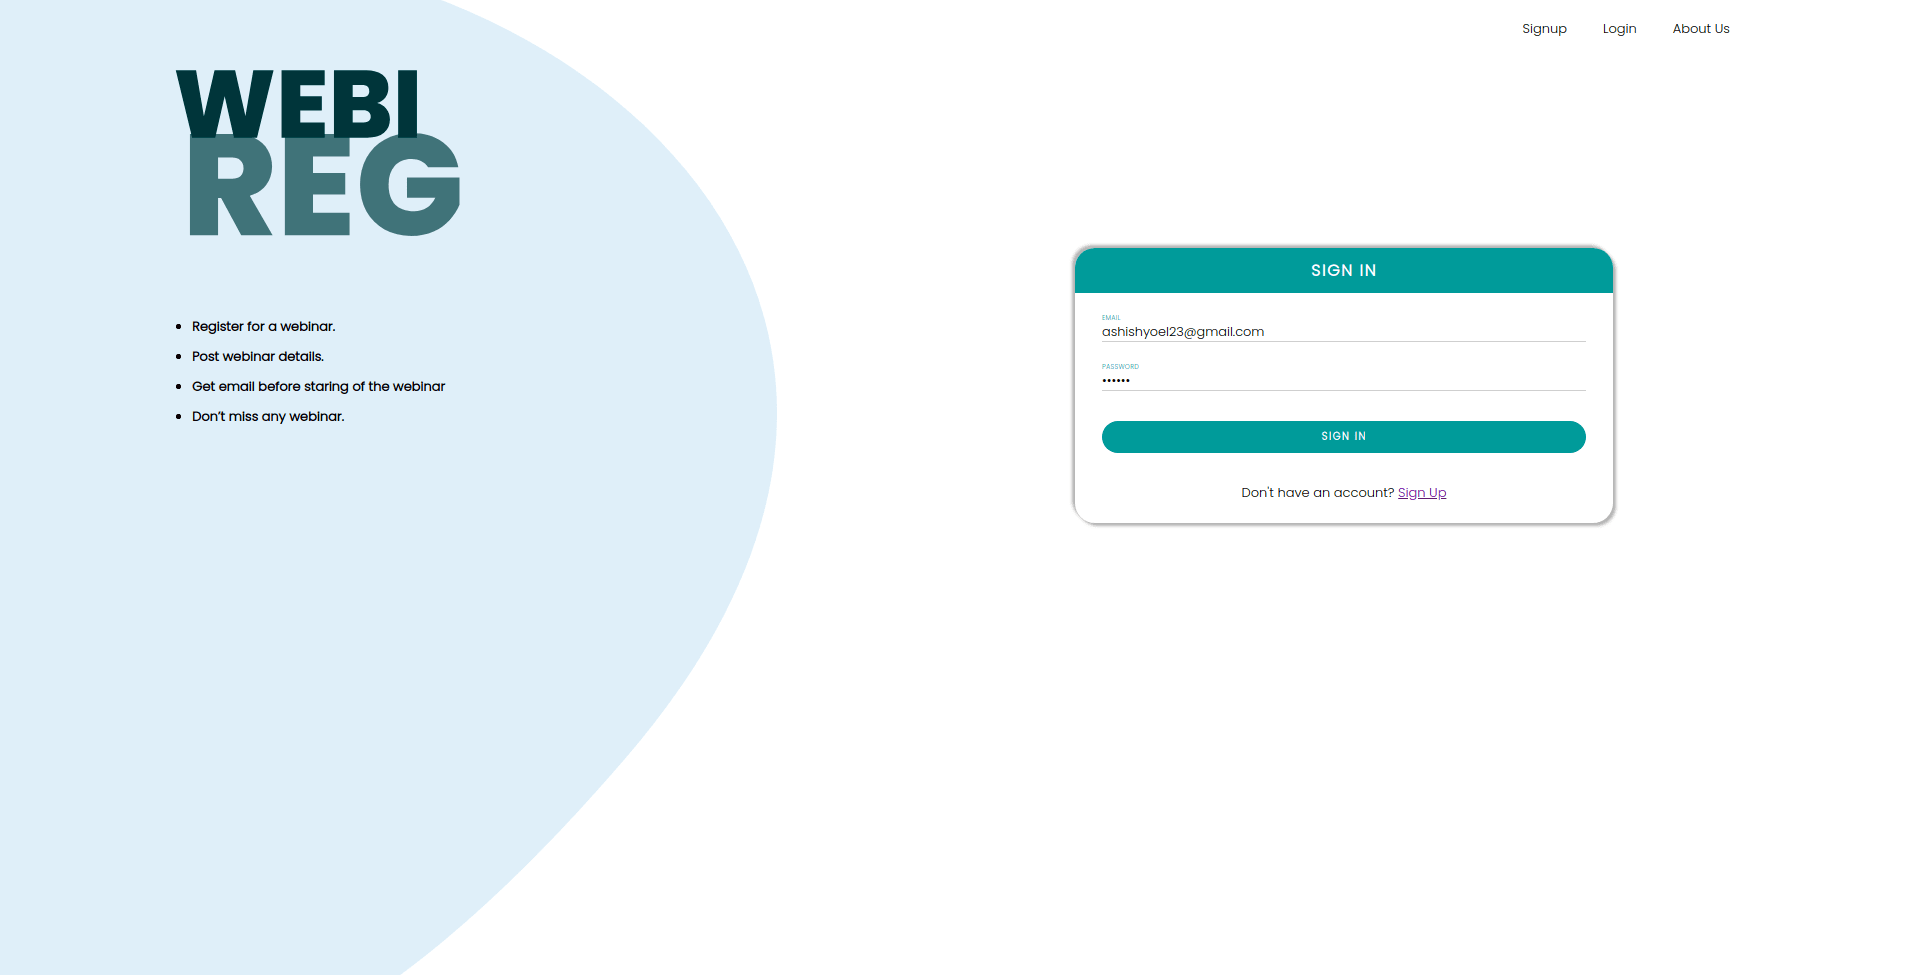 Signup Login About Us
WEBI
REG
Register for a webinar.
Post webinar details.
Get email before staring of the webinar
Don't miss any webinar.
SIGN IN
EMAIL
ashishyoel23@gmail.com
PASSWORD
••••••
SIGN IN
Don't have an account? Sign Up